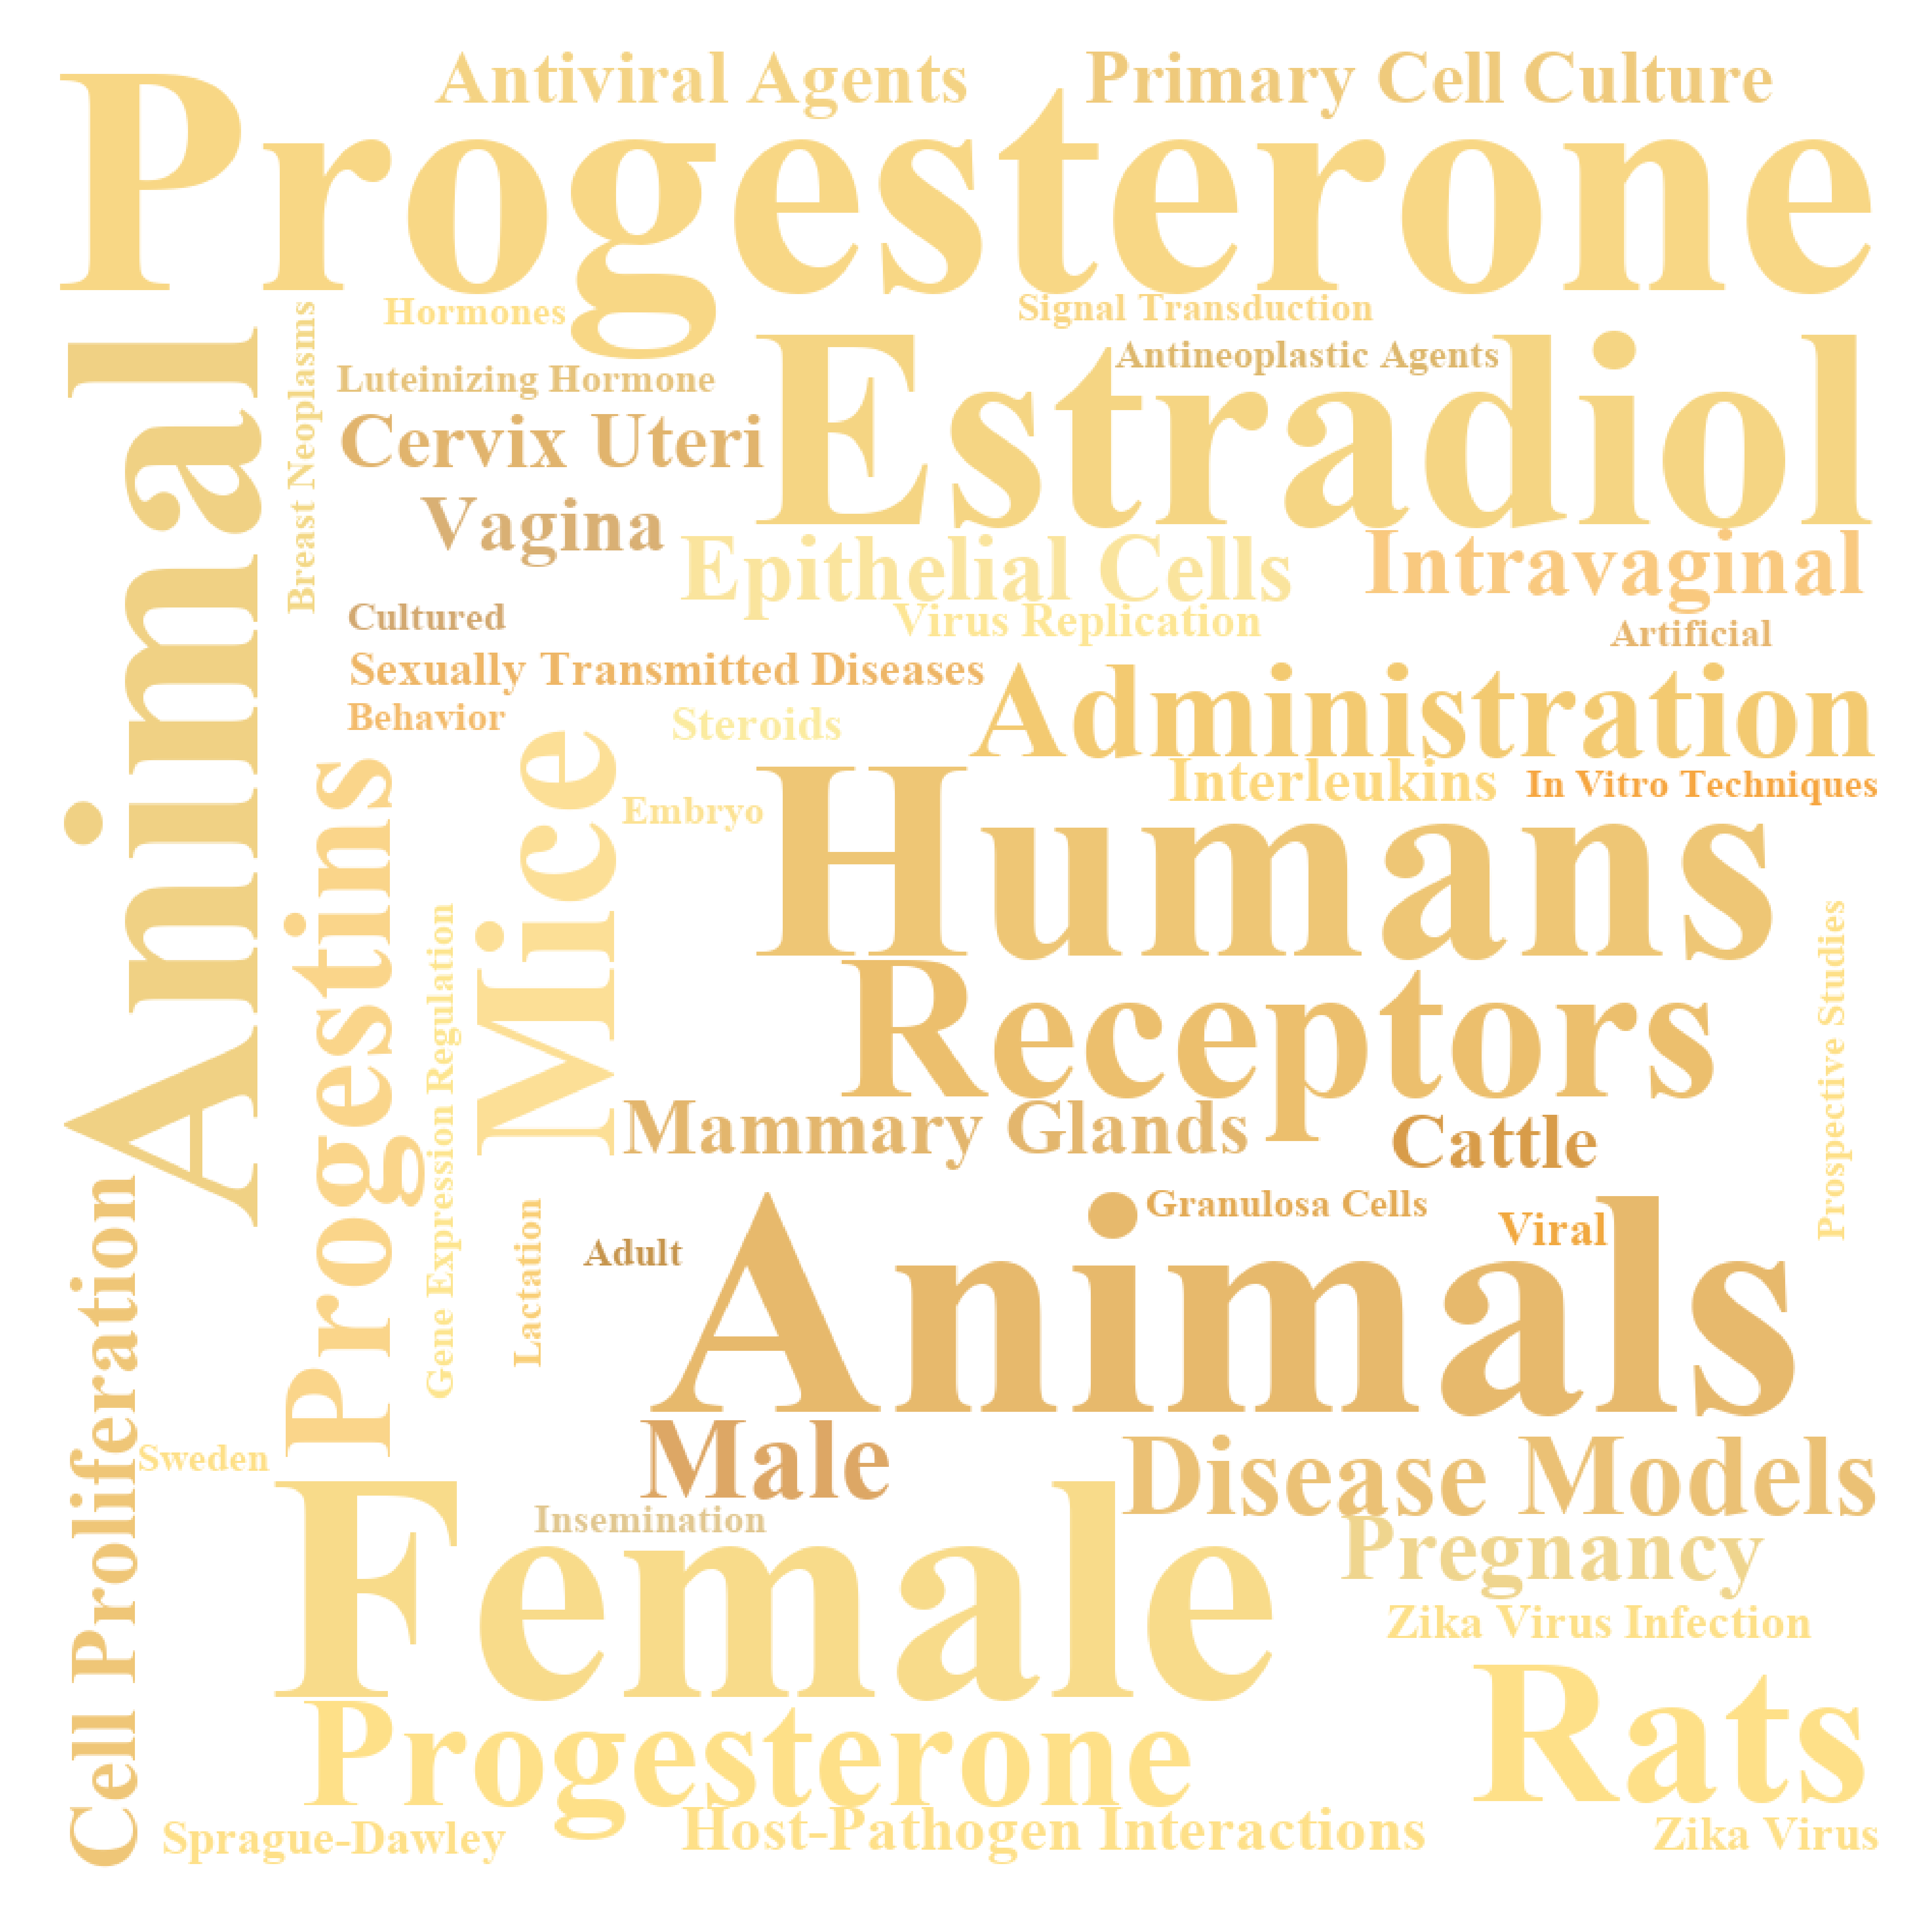 Antiviral Agents
Primary Cell Culture
Progesterone
Hormones
Signal Transduction
Animal
Breast Neoplasms
Luteinizing Hormone
Estradiol
Antineoplastic Agents
Cervix Uteri
Vagina
Epithelial Cells
Intravaginal
Cultured
Virus Replication
Artificial
Sexually Transmitted Diseases
Administration
Behavior
Steroids
Progestins
Mice
Embryo
Interleukins
In Vitro Techniques
Humans
Gene Expression Regulation
Receptors
Prospective Studies
Mammary Glands
Cattle
Cell Proliferation
Lactation
Granulosa Cells
Adult
Viral
Animals
Sweden
Male
Disease Models
Insemination
Female
Pregnancy
Zika Virus Infection
Progesterone
Rats
Sprague-Dawley
Host-Pathogen Interactions
Zika Virus